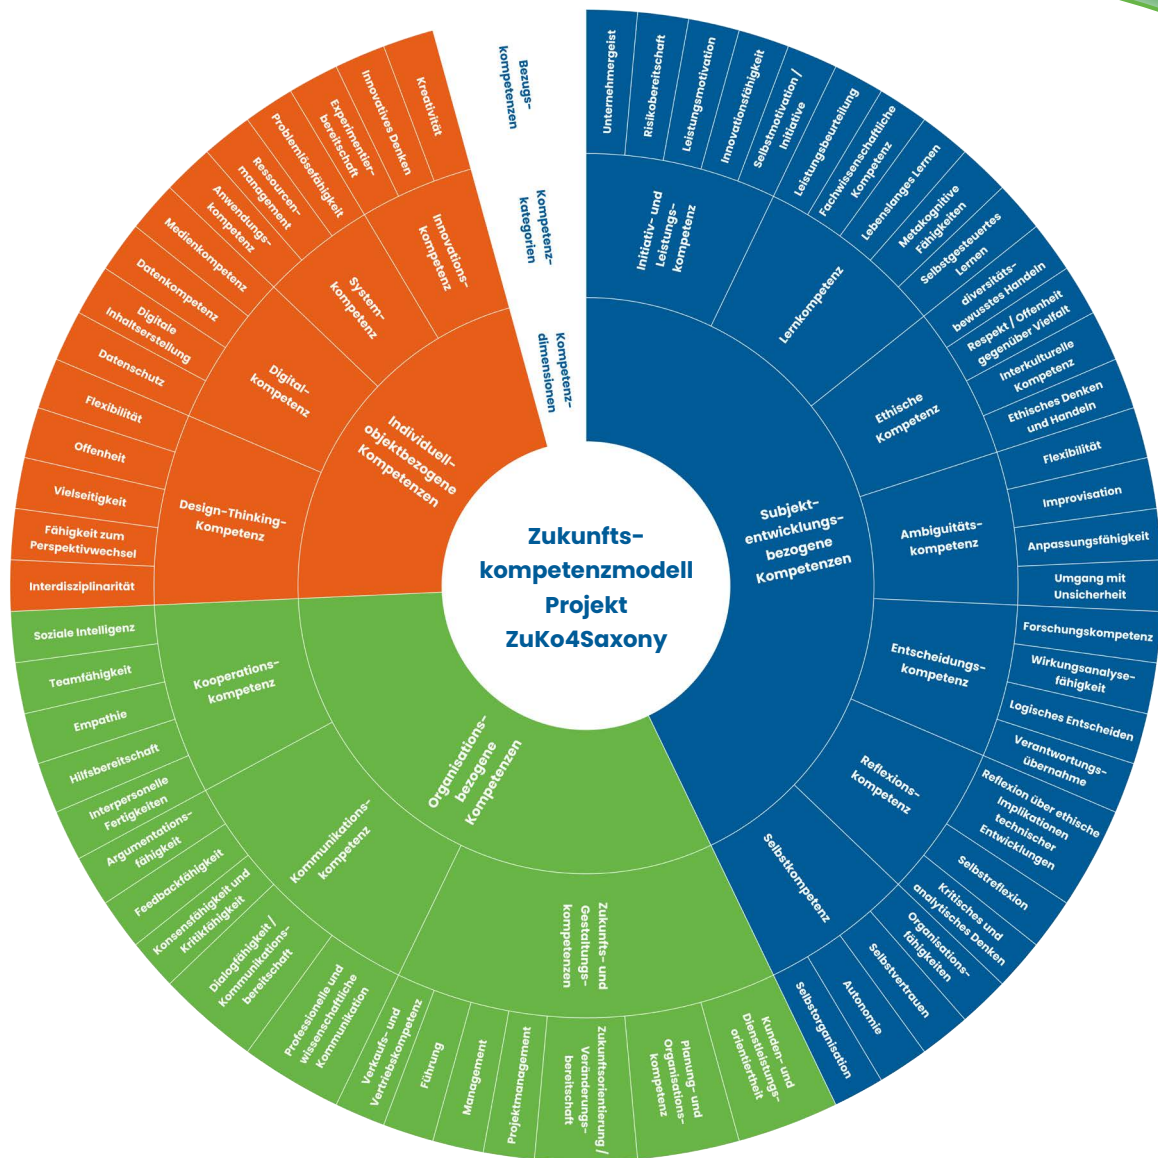 Zukunfts-
kompetenzmodell
Projekt
ZuKo4Saxony
Bezugs-
kompetenzen
Kompetenz-
kategorien
Kompetenz-
dimensionen
Subjekt-
entwicklungs-
bezogene
Kompetenzen
Initiativ- und
Leistungs-
kompetenz
Unternehmergeist
Risikobereitschaft
Leistungsmotivation
Innovationsfähigkeit
Selbstmotivation /
Initiative
Lernkompetenz
Leistungsbeurteilung
Fachwissenschaftliche
Kompetenz
Lebenslanges Lernen
Metakognitive
Fähigkeiten
Selbstgesteuertes
Lernen
Ethische
Kompetenz
diversitäts-
bewusstes Handeln
Respekt / Offenheit
gegenüber Vielfalt
Interkulturelle
Kompetenz
Ethisches Denken
und Handeln
Ambiguitäts-
kompetenz
Flexibilität
Improvisation
Anpassungsfähigkeit
Umgang mit
Unsicherheit
Entscheidungs-
kompetenz
Forschungskompetenz
Wirkungsanalyse-
fähigkeit
Logisches Entscheiden
Verantwortungs-
übernahme
Reflexions-
kompetenz
Reflexion über ethische
Implikationen
technischer
Entwicklungen
Selbstreflexion
Kritisches und
analytisches Denken
Selbstkompetenz
Organisations-
fähigkeiten
Selbstvertrauen
Autonomie
Selbstorganisation
Organisations-
bezogene
Kompetenzen
Zukunfts- und
Gestaltungs-
kompetenzen
Kunden- und
Dienstleistungs-
orientiertheit
Planung- und
Organisations-
kompetenz
Zukunftsorientierung /
Veränderungs-
bereitschaft
Projektmanagement
Management
Führung
Verkaufs- und
Vertriebskompetenz
Kommunikations-
kompetenz
Professionelle und
wissenschaftliche
Kommunikation
Dialogfähigkeit /
Kommunikations-
bereitschaft
Konsensfähigkeit und
Kritikfähigkeit
Feedbackfähigkeit
Argumentations-
fähigkeit
Kooperations-
kompetenz
Interpersonelle
Fertigkeiten
Hilfsbereitschaft
Empathie
Teamfähigkeit
Soziale Intelligenz
Individuell-
objektbezogene
Kompetenzen
Design-Thinking-
Kompetenz
Interdisziplinarität
Fähigkeit zum
Perspektivwechsel
Vielseitigkeit
Offenheit
Flexibilität
Digital-
kompetenz
Datenschutz
Digitale
Inhaltserstellung
Datenkompetenz
Medienkompetenz
System-
kompetenz
Anwendungs-
kompetenz
Ressourcen-
management
Problemlösefähigkeit
Innovations-
kompetenz
Experimentier-
bereitschaft
Innovatives Denken
Kreativität